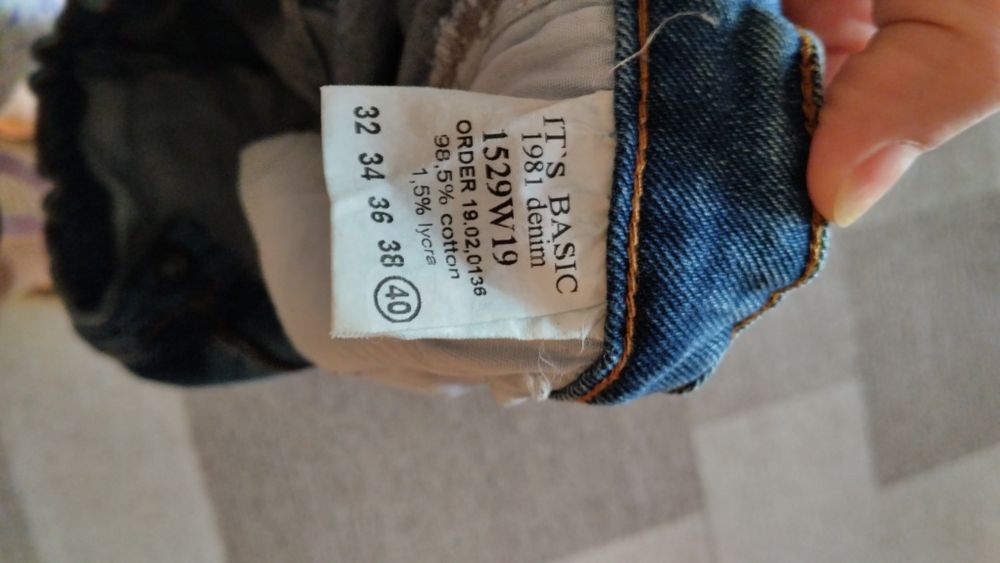 IT`S BASIC
1981 denim
1529W19
ORDER 19.02,0136
98,5% cotton
1,5% lycra
32 34 36 38 40